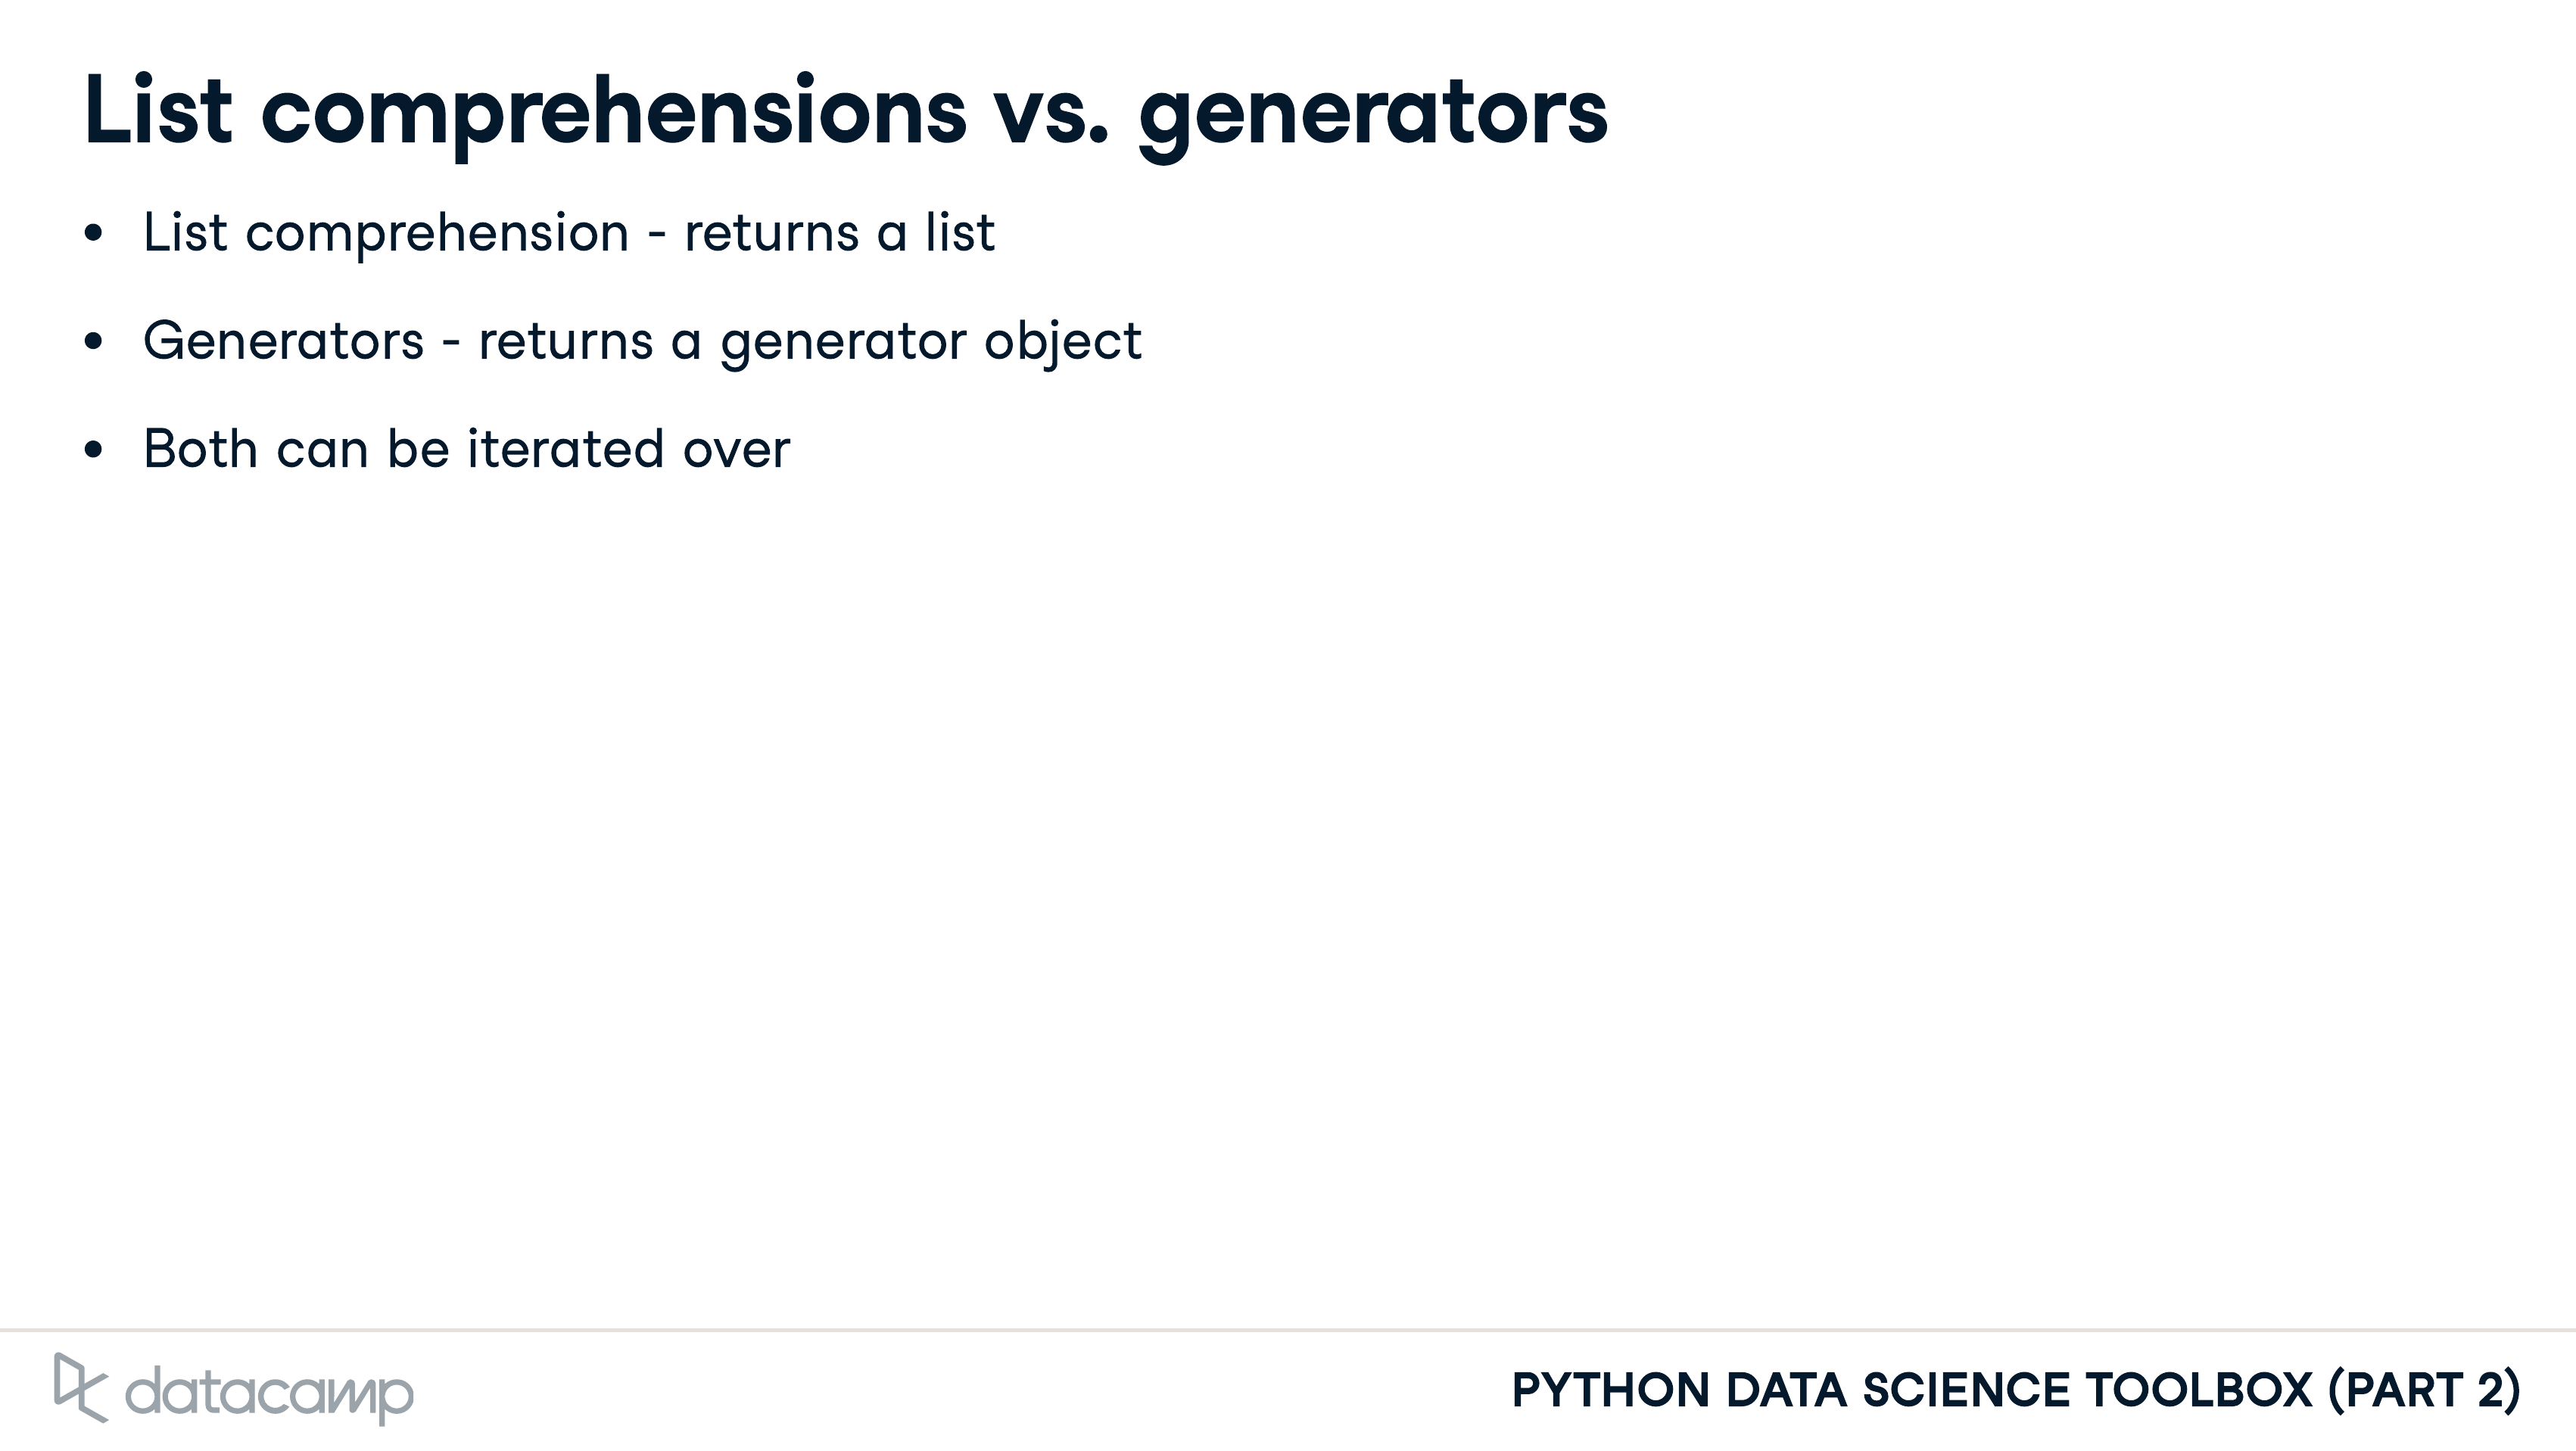 List comprehensions vs. generators
• List comprehension - returns a list
• Generators - returns a generator object
• Both can be iterated over
datacamp
PYTHON DATA SCIENCE TOOLBOX (PART 2)